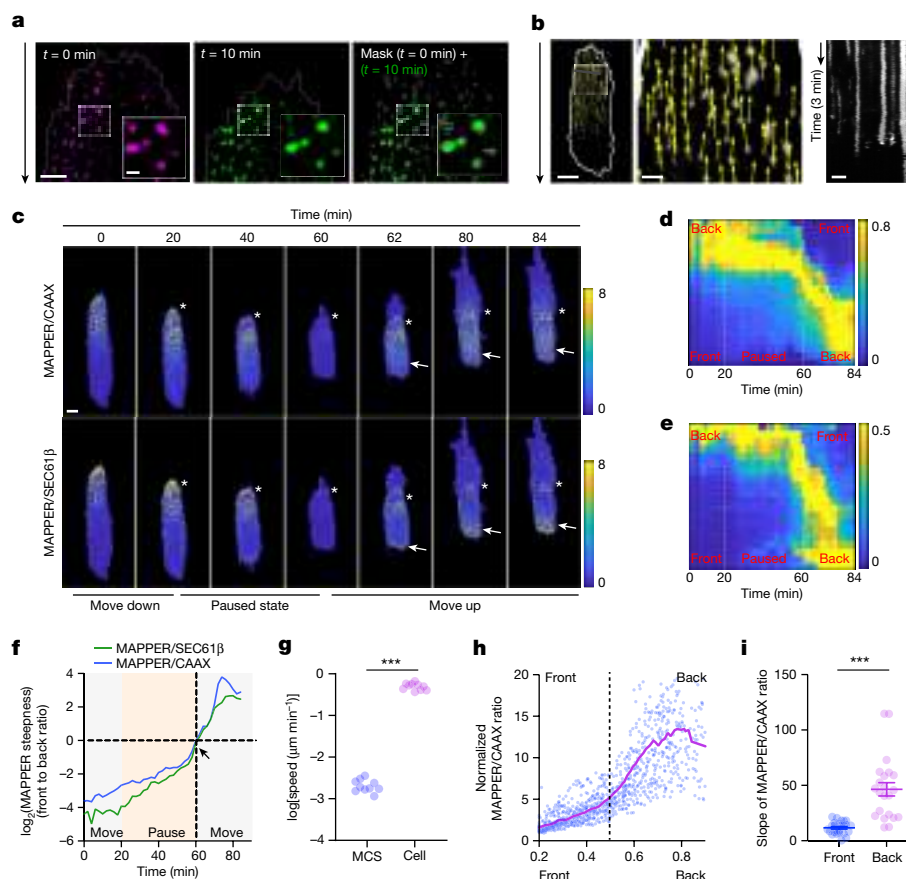 a
t = 0 min
t = 10 min
Mask (t = 0 min) +
(t = 10 min)
b
Time (3 min)
c
Time (min)
0 20 40 60 62 80 84
MAPPER/CAAX
* * * * * *
8
0
MAPPER/SEC61β
* * * * * *
8
0
Move down Paused state Move up
d
Back Front
Front Paused Back
0.8
0
0 20 60 84
Time (min)
e
Back Front
Front Paused Back
0.5
0
0 20 60 84
Time (min)
f
MAPPER/SEC61β
MAPPER/CAAX
log2(MAPPER steepness)
(front to back ratio)
4
2
0
−2
−4
−6
Move Pause Move
0 20 40 60 80
Time (min)
g
***
log[speed (μm min−1)]
−0
−1
−2
−3
−4
MCS Cell
h
Front Back
Normalized
MAPPER/CAAX ratio
20
15
10
5
0
0.2 0.4 0.6 0.8
Front Back
i
***
Slope of MAPPER/CAAX ratio
150
100
50
0
Front Back